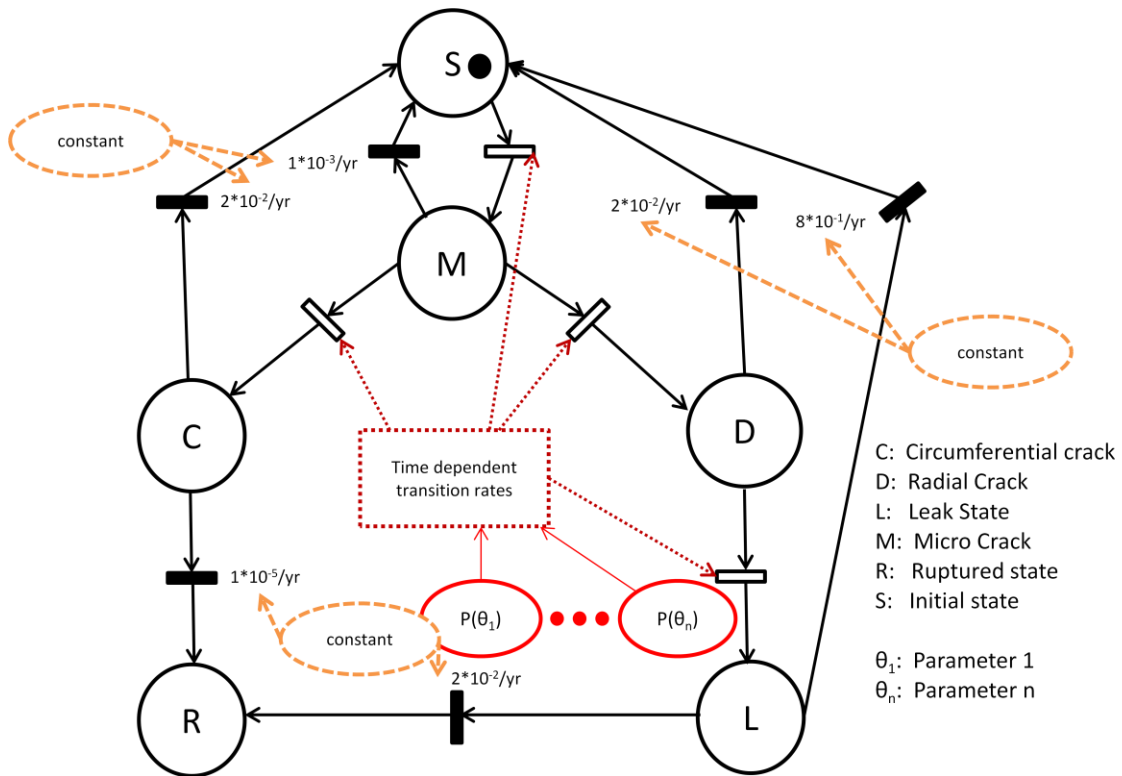 S
constant
1*10⁻³/yr
2*10⁻²/yr
2*10⁻²/yr
8*10⁻¹/yr
M
constant
C
D
Time dependent
transition rates
C: Circumferential crack
D: Radial Crack
L: Leak State
M: Micro Crack
R: Ruptured state
S: Initial state
1*10⁻⁵/yr
constant
P(θ₁)
P(θₙ)
θ₁: Parameter 1
θₙ: Parameter n
2*10⁻²/yr
R
L